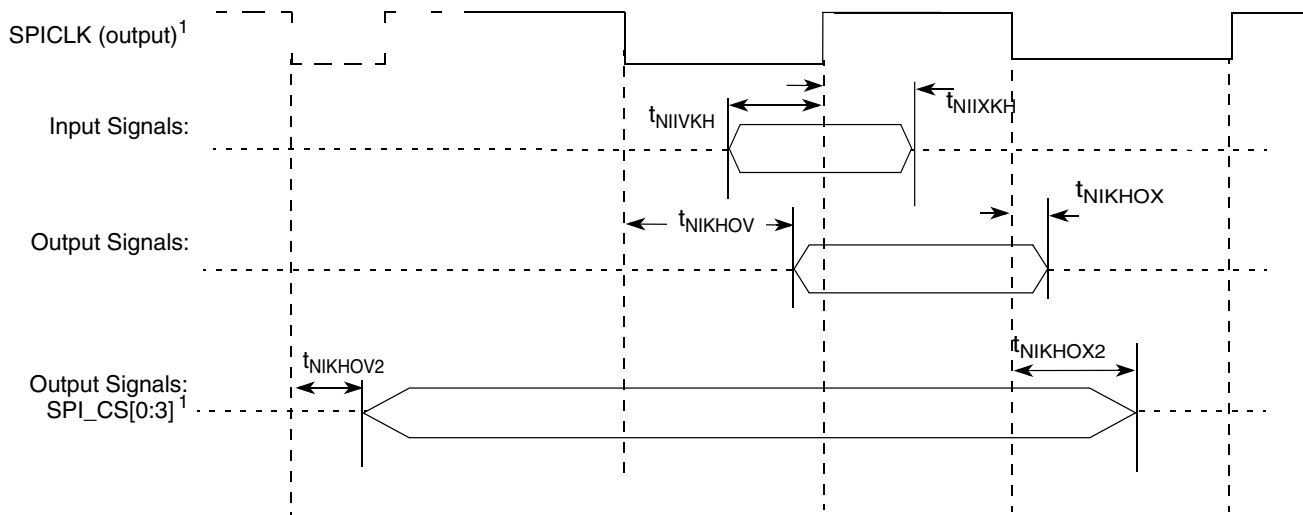 SPICLK (output)¹
Input Signals:
tNIIVKH
tNIIXKH
Output Signals:
tNIKHOV
tNIKHOX
Output Signals:
SPI_CS[0:3]¹
tNIKHOV2
tNIKHOX2